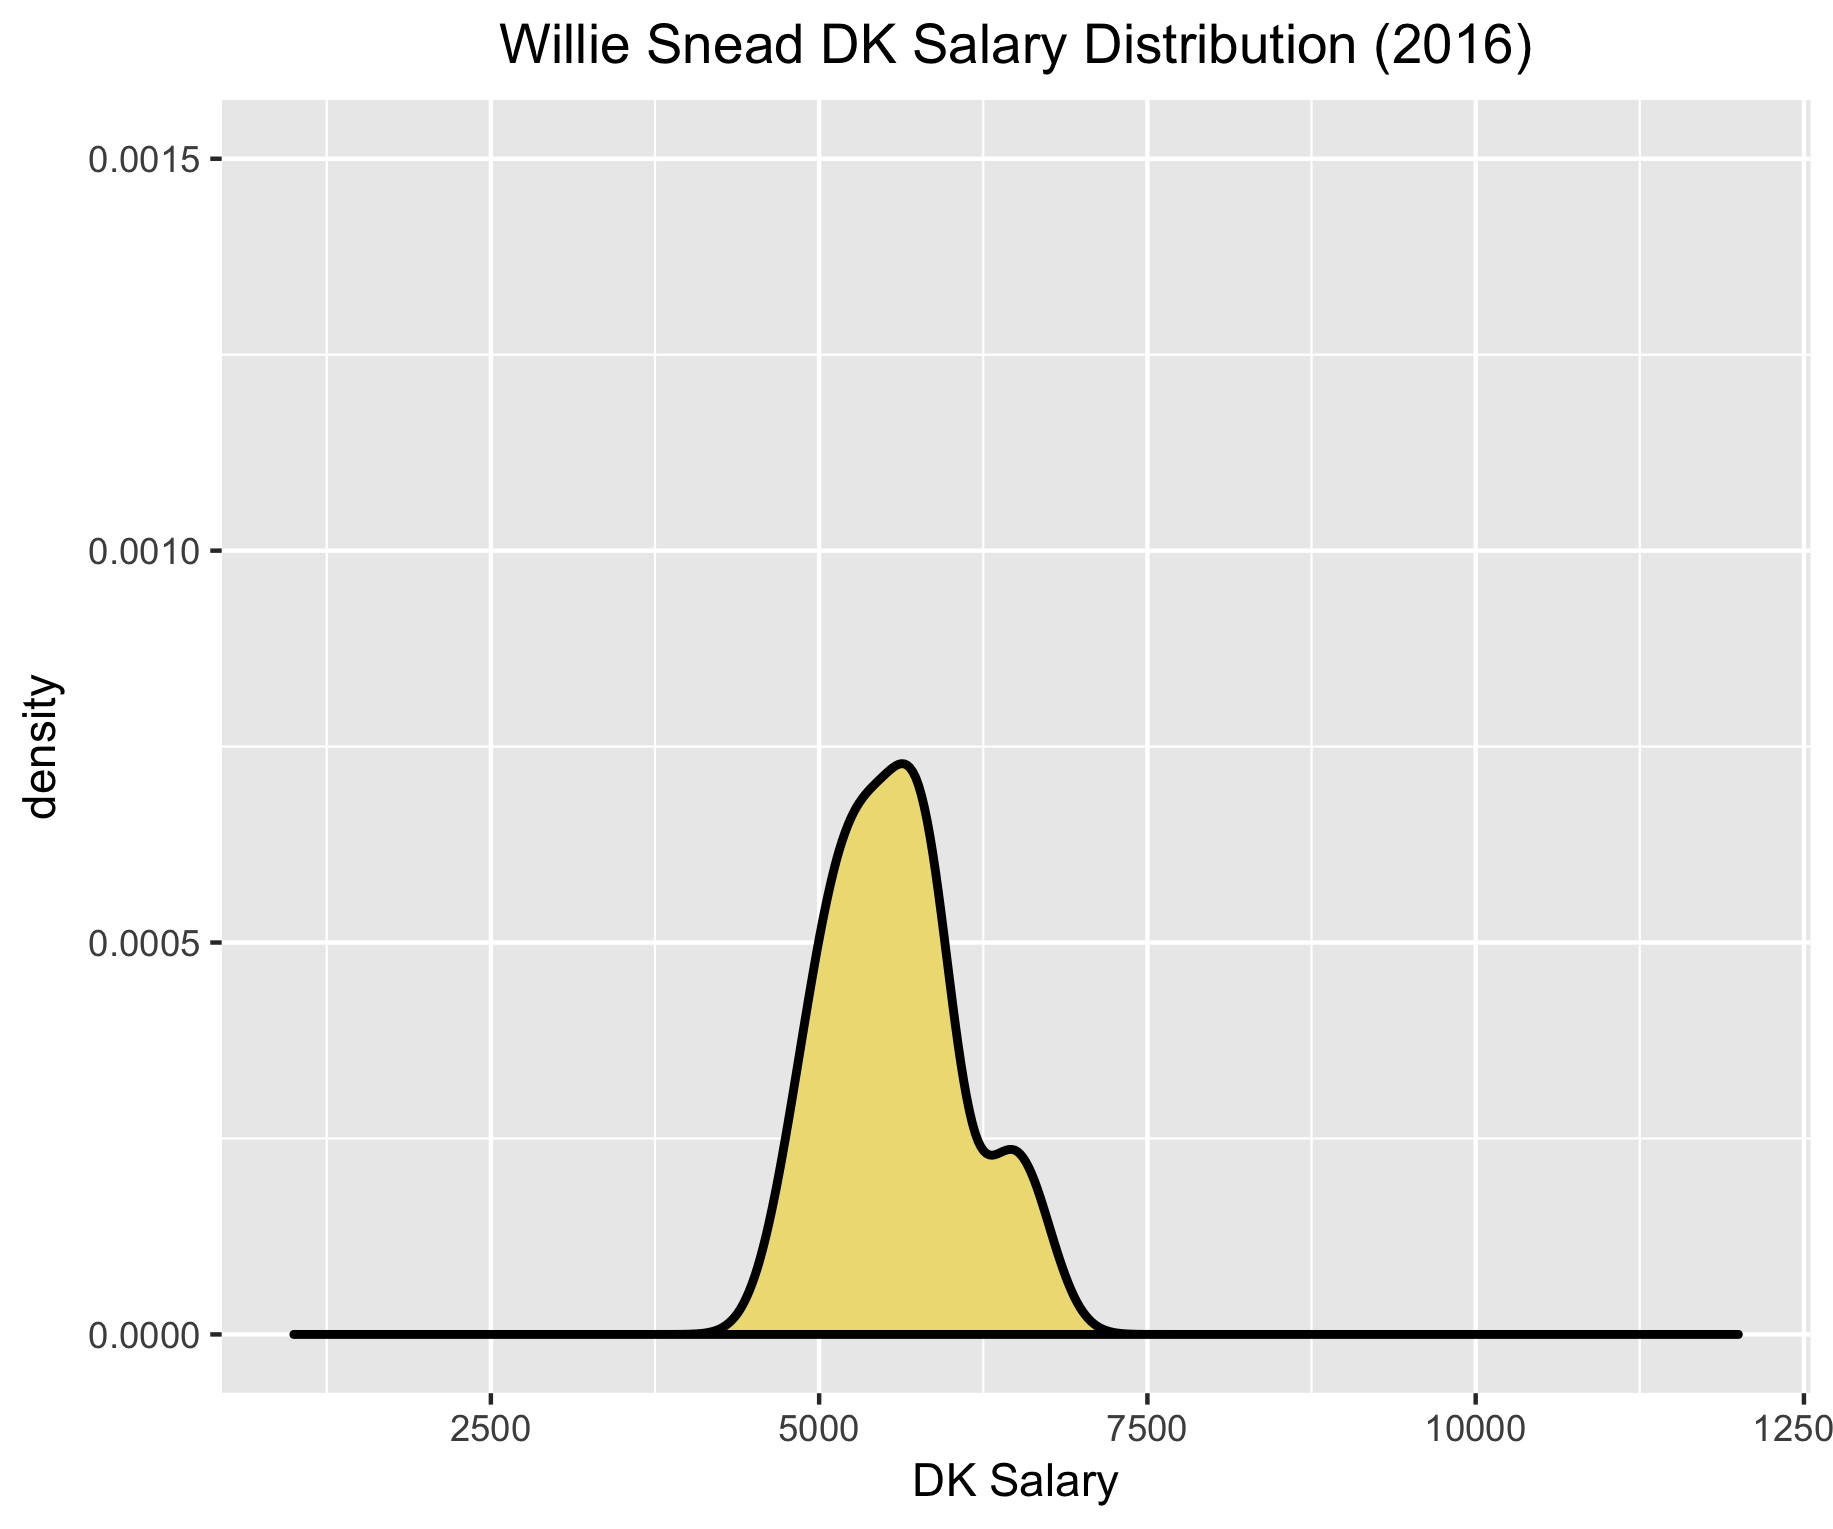 Willie Snead DK Salary Distribution (2016)
0.0015
0.0010
0.0005
0.0000
density
2500 5000 7500 10000 1250
DK Salary